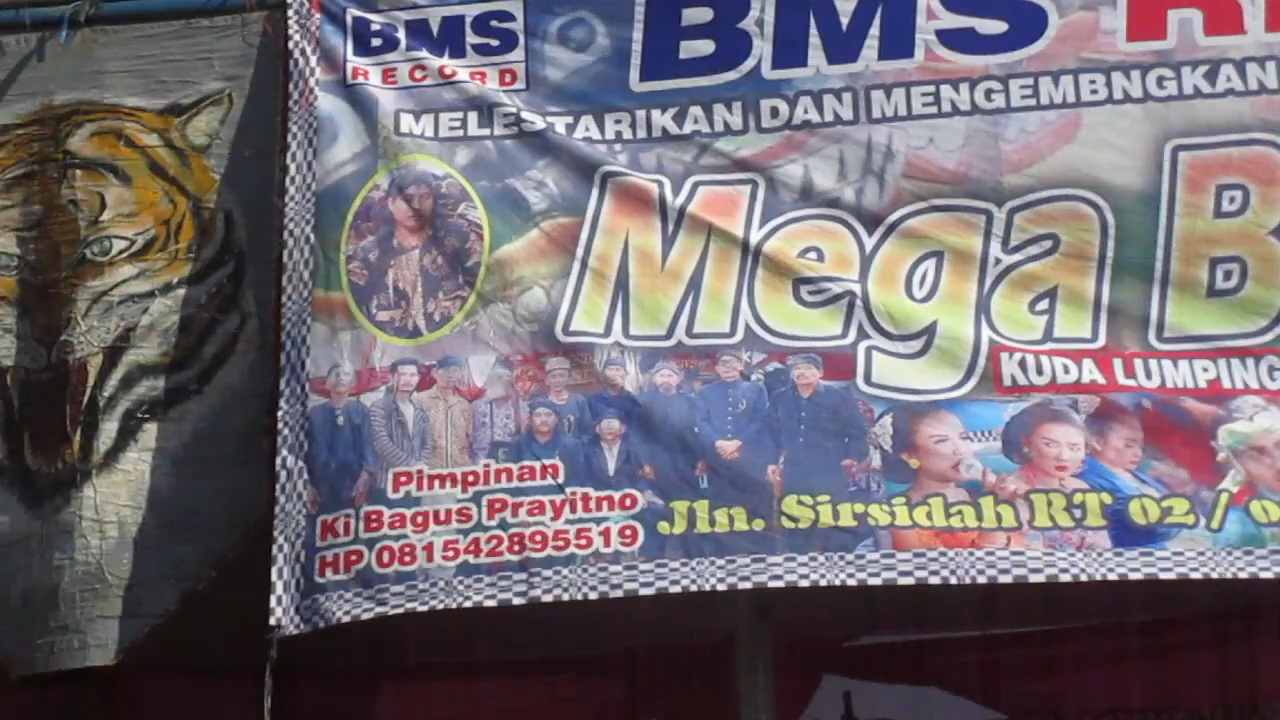 BMS
RECORD
BMS
MELESTARIKAN DAN MENGEMBNGKAN
Mega B
KUDA LUMPING
Pimpinan
Ki Bagus Prayitno
HP 081542895519
Jln. Sirsidah RT 02 / 0